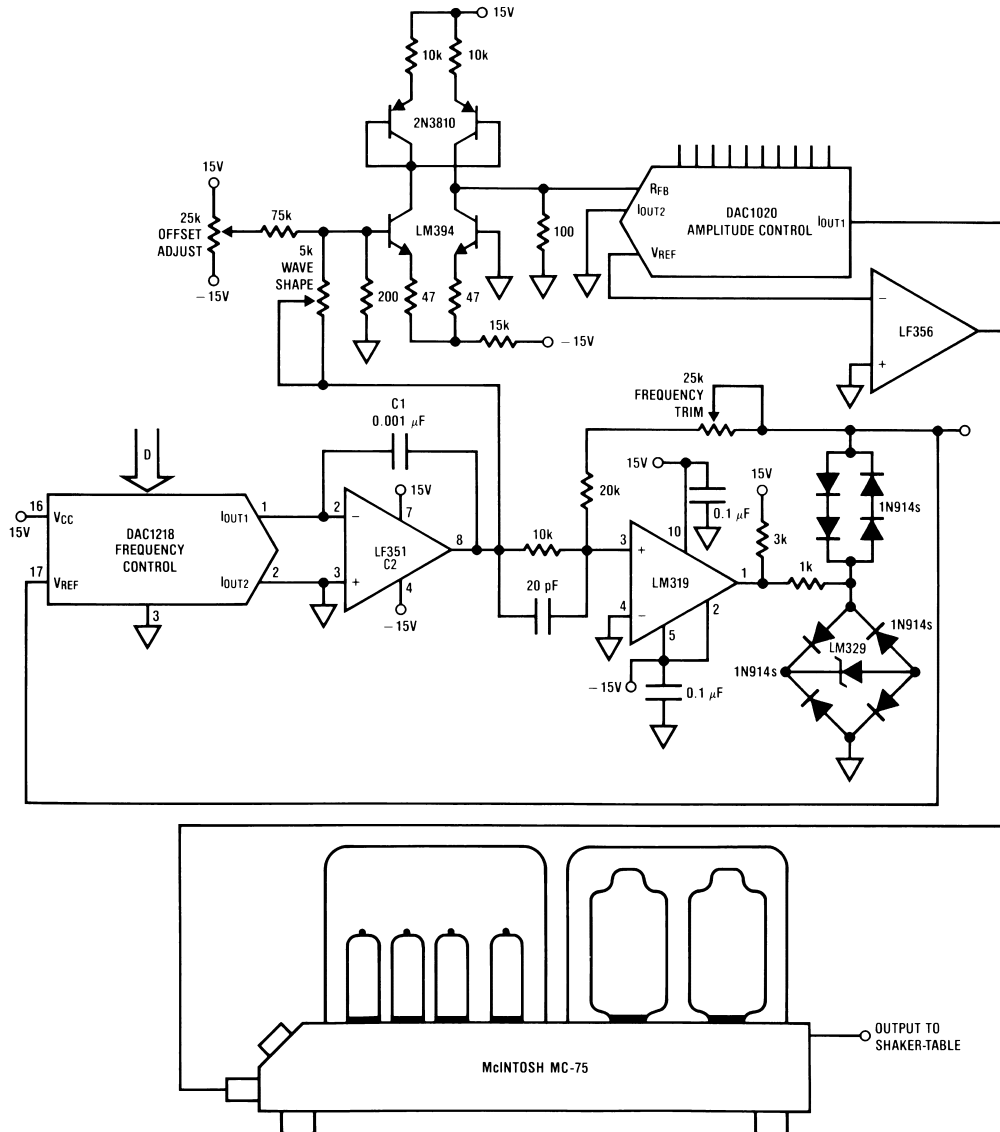 15V
10k
10k
2N3810
15V
25k
OFFSET
ADJUST
−15V
75k
LM394
5k
WAVE
SHAPE
200
47
47
15k
−15V
100
RFB
IOUT2
VREF
DAC1020
AMPLITUDE CONTROL
IOUT1
−
+
LF356
25k
FREQUENCY
TRIM
C1
0.001 μF
D
16
15V
VCC
17
VREF
DAC1218
FREQUENCY
CONTROL
IOUT1
IOUT2
1
2
3
2
−
3
+
15V
7
LF351
C2
4
−15V
8
10k
20 pF
20k
15V
10
0.1 μF
15V
3k
3
+
4
−
LM319
1
2
5
−15V
0.1 μF
1k
1N914s
1N914s
LM329
1N914s
McINTOSH MC-75
OUTPUT TO
SHAKER-TABLE